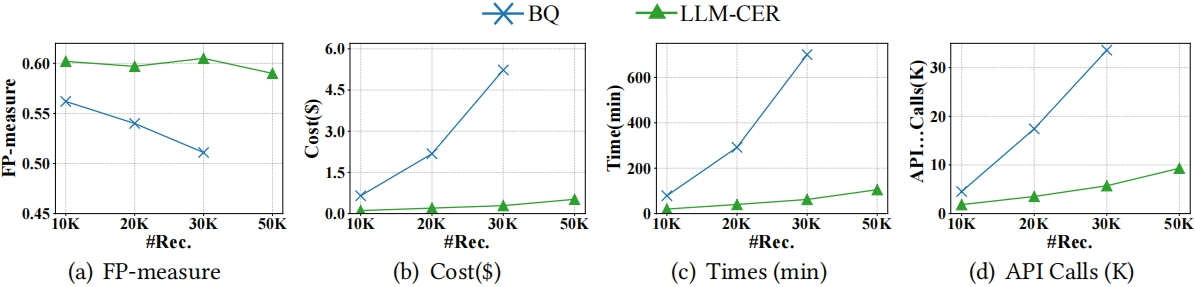 BQ LLM-CER
FP-measure
0.60
0.55
0.50
0.45
10K 20K 30K 50K
#Rec.
(a) FP-measure
Cost($)
6.0
4.5
3.0
1.5
0.0
10K 20K 30K 50K
#Rec.
(b) Cost($)
Time(min)
600
400
200
0
10K 20K 30K 50K
#Rec.
(c) Times (min)
API...Calls(K)
30
20
10
0
10K 20K 30K 50K
#Rec.
(d) API Calls (K)